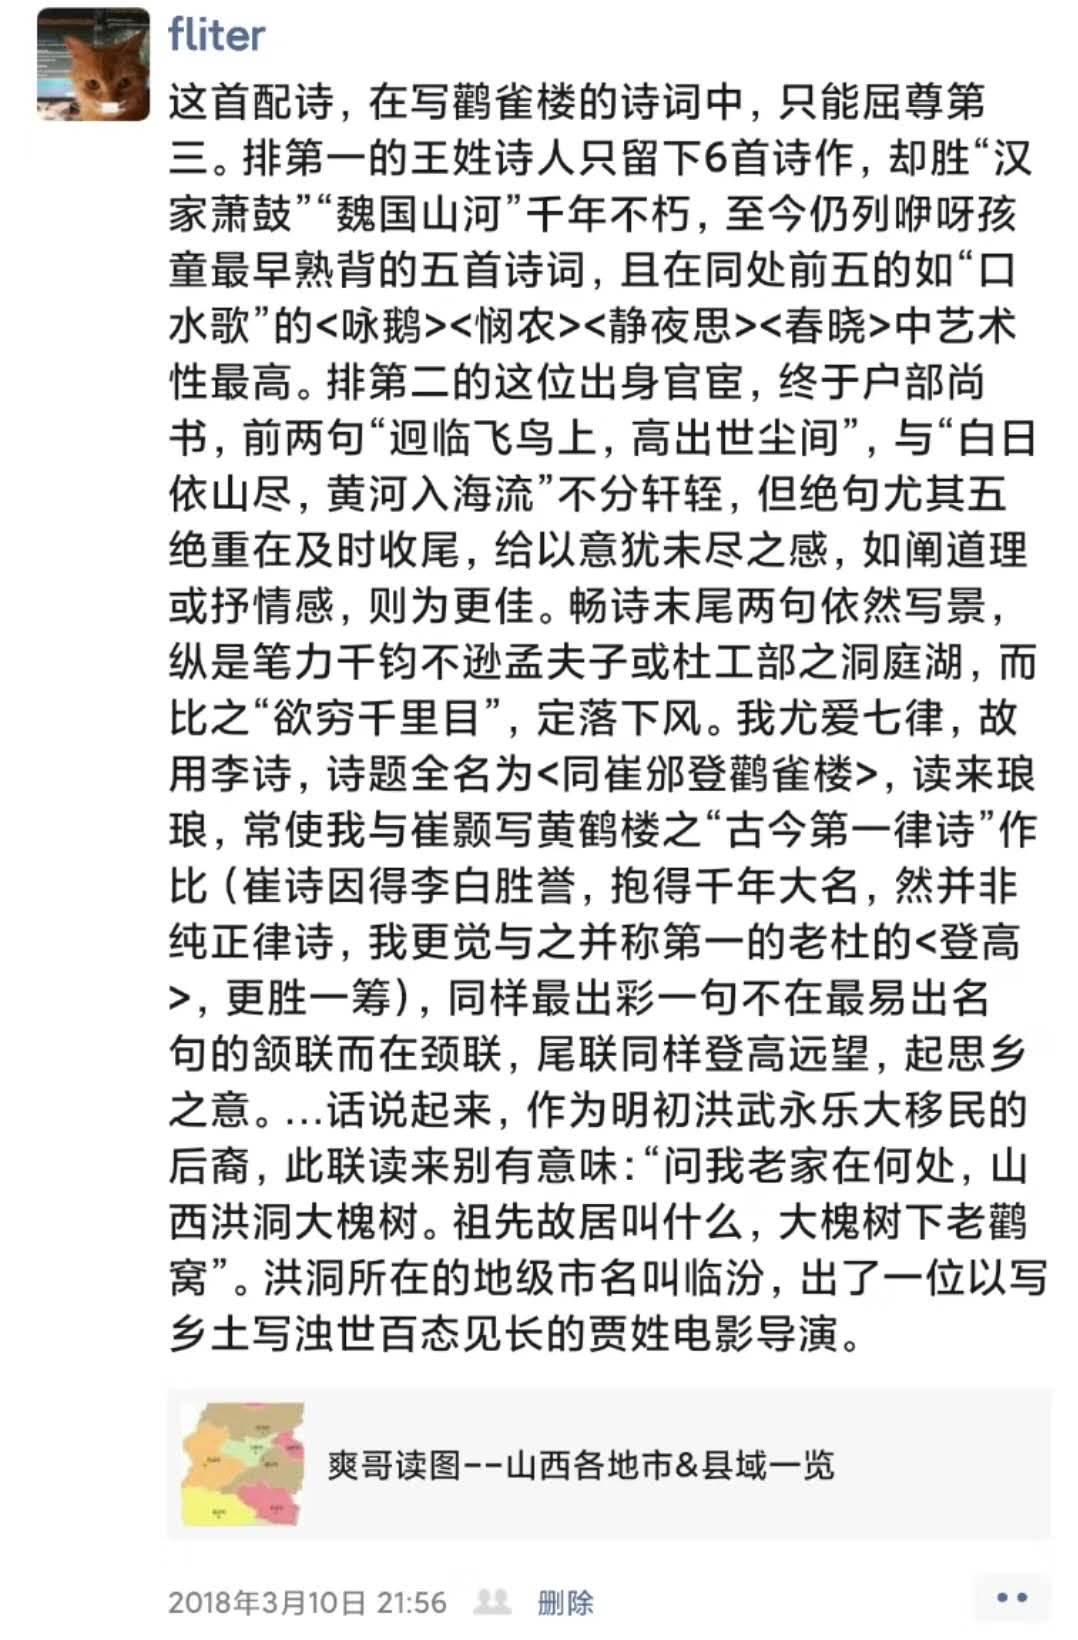 fliter
这首配诗，在写鹳雀楼的诗词中，只能屈尊第
三。排第一的王姓诗人只留下6首诗作，却胜“汉
家萧鼓”“魏国山河”千年不朽，至今仍列咿呀孩
童最早熟背的五首诗词，且在同处前五的如“口
水歌”的<咏鹅><悯农><静夜思><春晓>中艺术
性最高。排第二的这位出身官宦，终于户部尚
书，前两句“迥临飞鸟上，高出世尘间”，与“白日
依山尽，黄河入海流”不分轩轾，但绝句尤其五
绝重在及时收尾，给以意犹未尽之感，如阐道理
或抒情感，则为更佳。畅诗末尾两句依然写景，
纵是笔力千钧不逊孟夫子或杜工部之洞庭湖，而
比之“欲穷千里目”，定落下风。我尤爱七律，故
用李诗，诗题全名为<同崔邠登鹳雀楼>，读来琅
琅，常使我与崔颢写黄鹤楼之“古今第一律诗”作
比（崔诗因得李白胜誉，抱得千年大名，然并非
纯正律诗，我更觉与之并称第一的老杜的<登高
>，更胜一筹），同样最出彩一句不在最易出名
句的颔联而在颈联，尾联同样登高远望，起思乡
之意。…话说起来，作为明初洪武永乐大移民的
后裔，此联读来别有意味：“问我老家在何处，山
西洪洞大槐树。祖先故居叫什么，大槐树下老鹳
窝”。洪洞所在的地级市名叫临汾，出了一位以写
乡土写浊世百态见长的贾姓电影导演。
爽哥读图--山西各地市&县域一览
2018年3月10日 21:56 删除